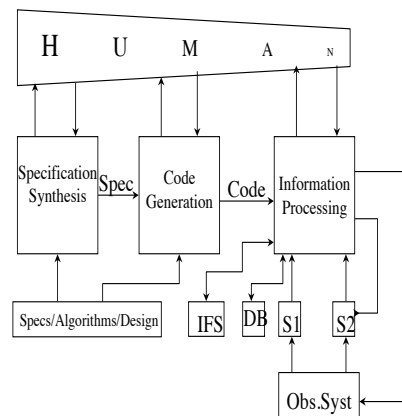 H U M A N
Specification
Synthesis
Spec
Code
Generation
Code
Information
Processing
Specs/Algorithms/Design
IFS
DB
S1
S2
Obs.Syst